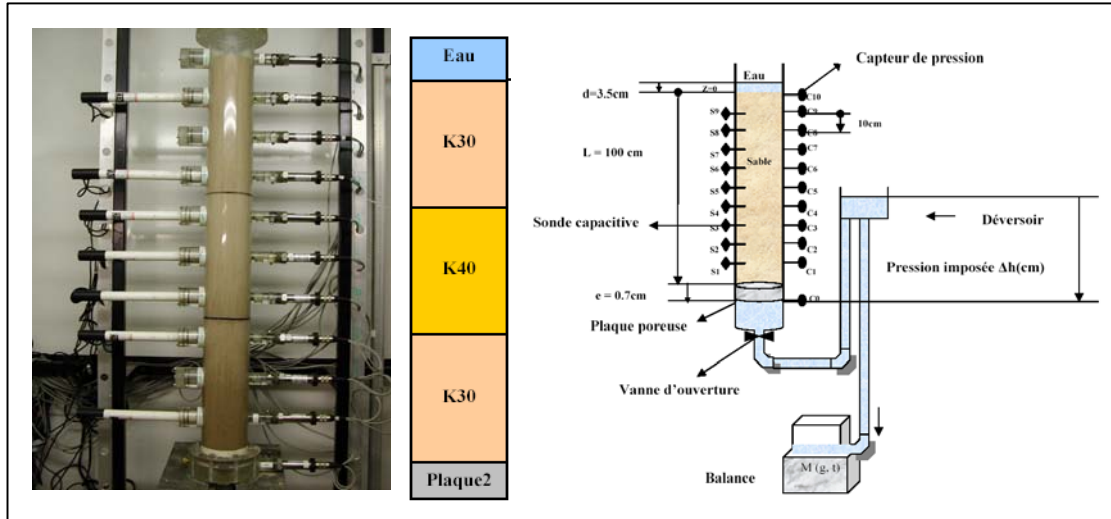 Eau
K30
K40
K30
Plaque2
Eau
Z=0
d=3.5cm
L = 100 cm
Sable
Sonde capacitive
e = 0.7cm
Plaque poreuse
Vanne d'ouverture
Balance
M (g, t)
S9
S8
S7
S6
S5
S4
S3
S2
S1
Capteur de pression
C10
C9
C8
C7
C6
C5
C4
C3
C2
C1
C0
10cm
Déversoir
Pression imposée Δh(cm)